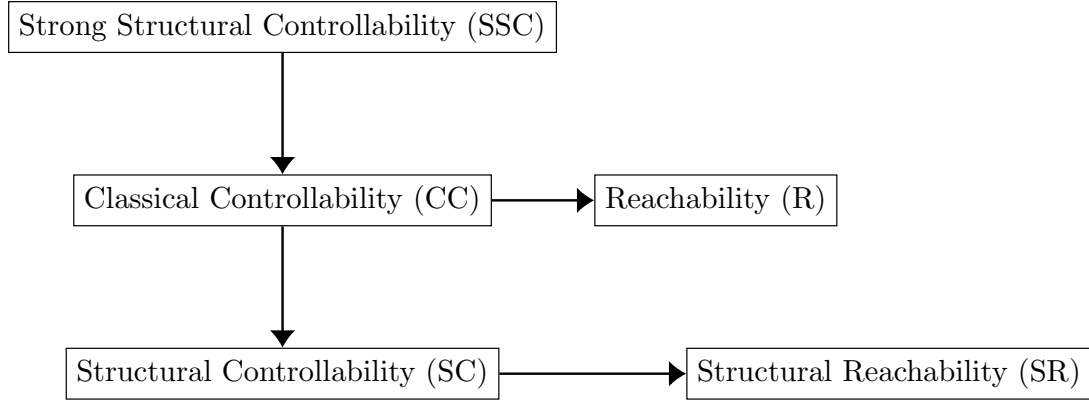 Strong Structural Controllability (SSC)
Classical Controllability (CC)
Reachability (R)
Structural Controllability (SC)
Structural Reachability (SR)